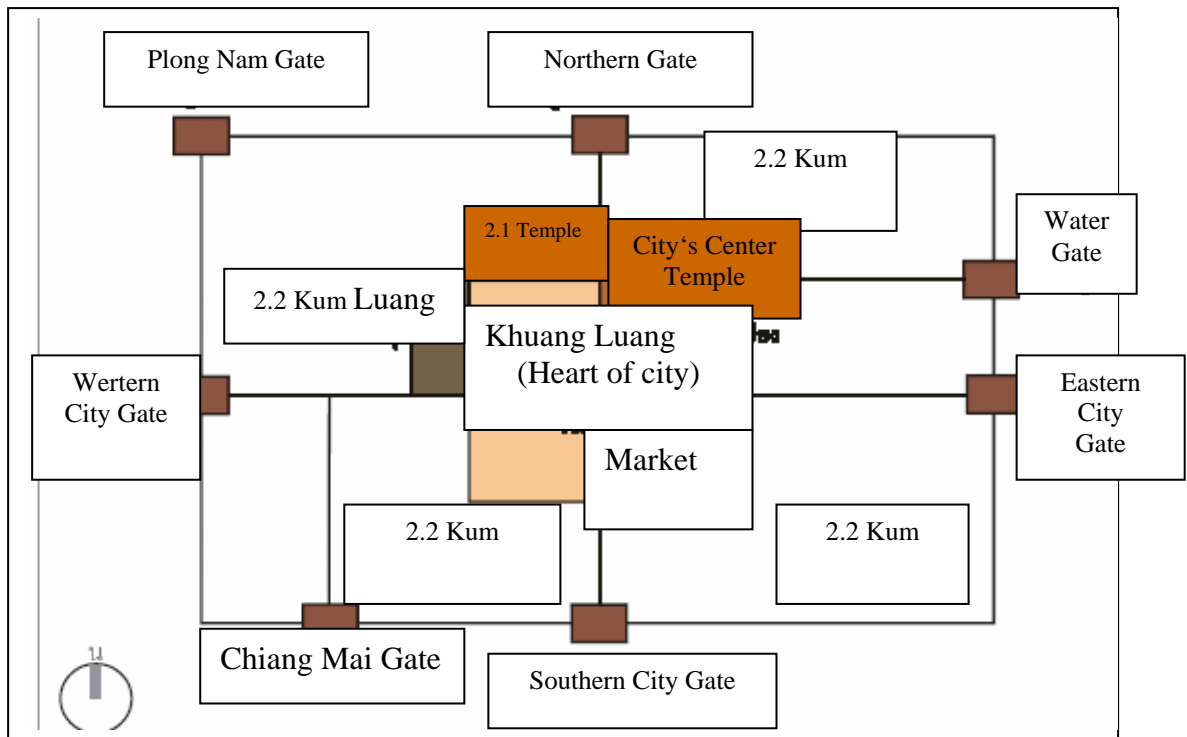 Plong Nam Gate
Northern Gate
2.2 Kum
Water
Gate
2.1 Temple
City‘s Center
Temple
2.2 Kum Luang
Khuang Luang
(Heart of city)
Wertern
City Gate
Eastern
City
Gate
Market
2.2 Kum
2.2 Kum
Chiang Mai Gate
Southern City Gate
น